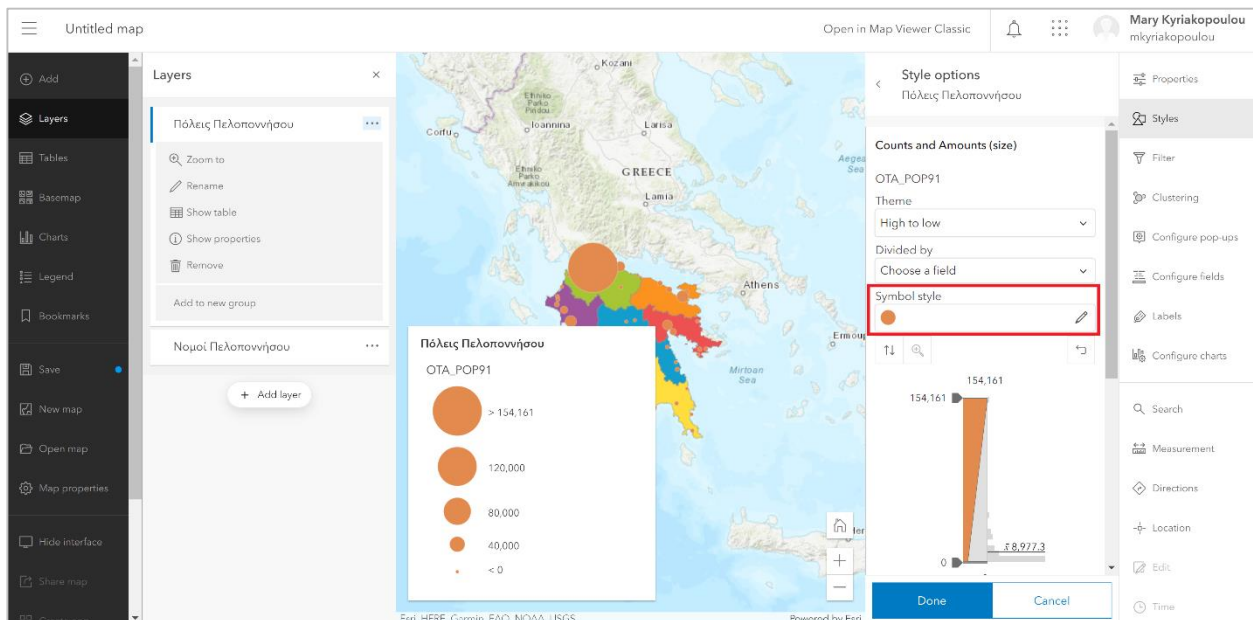 Untitled map
Open in Map Viewer Classic
Mary Kyriakopoulou
mkyriakopoulou
Add
Layers
Tables
Basemap
Charts
Legend
Bookmarks
Save
New map
Open map
Map properties
Hide interface
Share map
Layers
Πόλεις Πελοποννήσου
Zoom to
Rename
Show table
Show properties
Remove
Add to new group
Νομοί Πελοποννήσου
+ Add layer
Kozani
Ethniko
Parko
Pindou
Ioannina
Larisa
Corfu
Ethniko
Parko
GREECE
Lamia
Athens
Mirtoan
Sea
Πόλεις Πελοποννήσου
OTA_POP91
> 154,161
120,000
80,000
40,000
< 0
Esri, HERE, Garmin, FAO, NOAA, USGS
Powered by Esri
Style options
Πόλεις Πελοποννήσου
Counts and Amounts (size)
OTA_POP91
Theme
High to low
Divided by
Choose a field
Symbol style
154,161
154,161
x̄ 8,977.3
0
Done
Cancel
Properties
Styles
Filter
Clustering
Configure pop-ups
Configure fields
Labels
Configure charts
Search
Measurement
Directions
Location
Edit
Time